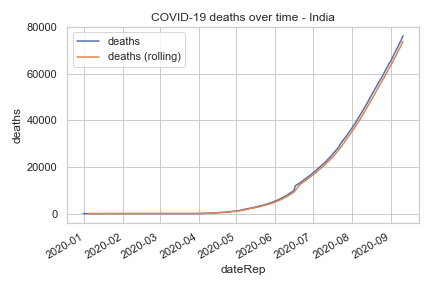 COVID-19 deaths over time - India
deaths
deaths (rolling)
80000
60000
40000
20000
0
deaths
2020-01
2020-02
2020-03
2020-04
2020-05
2020-06
2020-07
2020-08
2020-09
dateRep